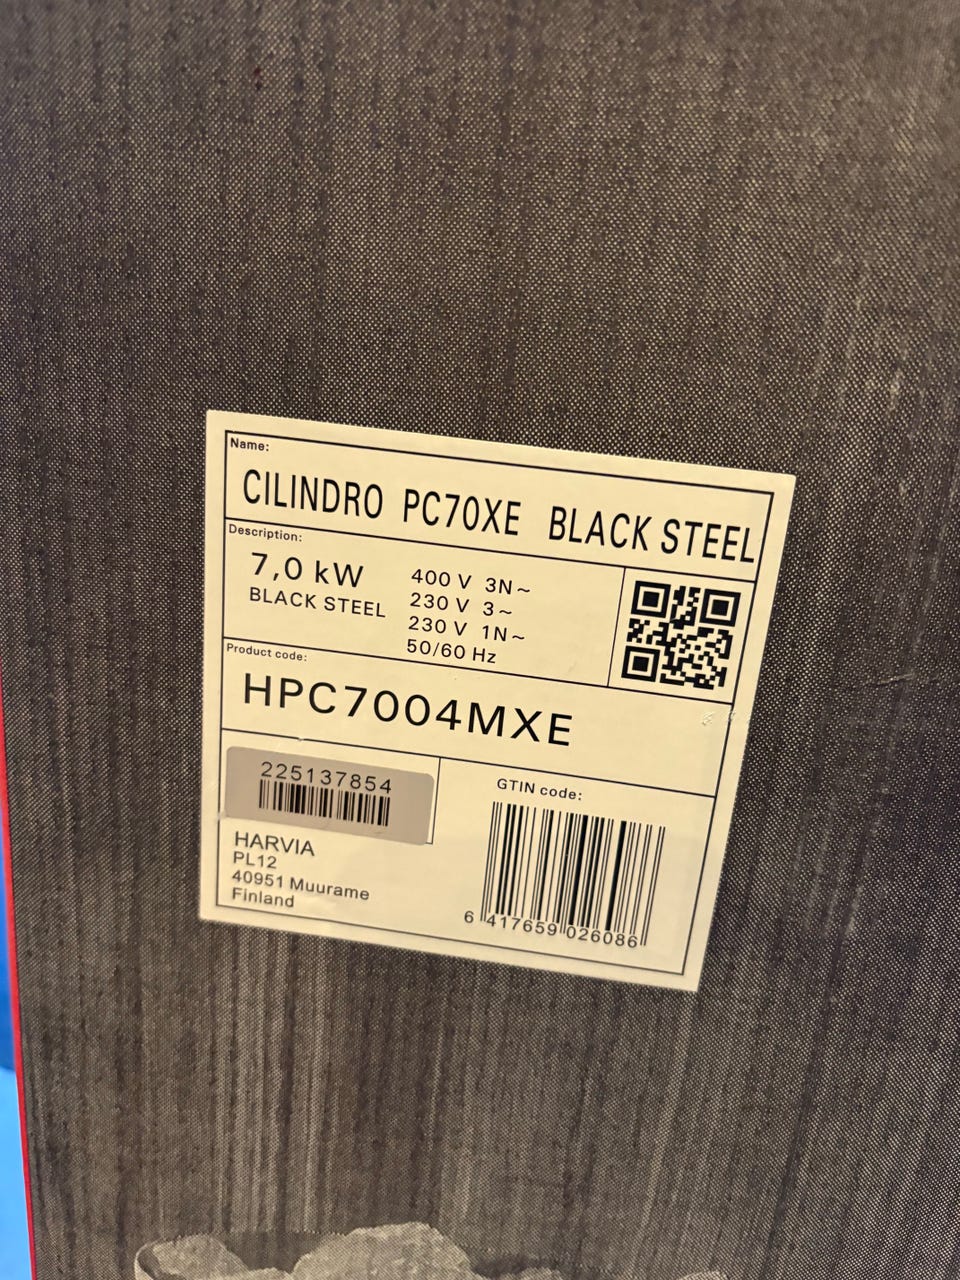 Name:
CILINDRO PC70XE BLACK STEEL
Description:
7,0 kW
BLACK STEEL
400 V 3N~
230 V 3~
230 V 1N~
50/60 Hz
Product code:
HPC7004MXE
225137854
HARVIA
PL12
40951 Muurame
Finland
GTIN code:
6 417659 026086